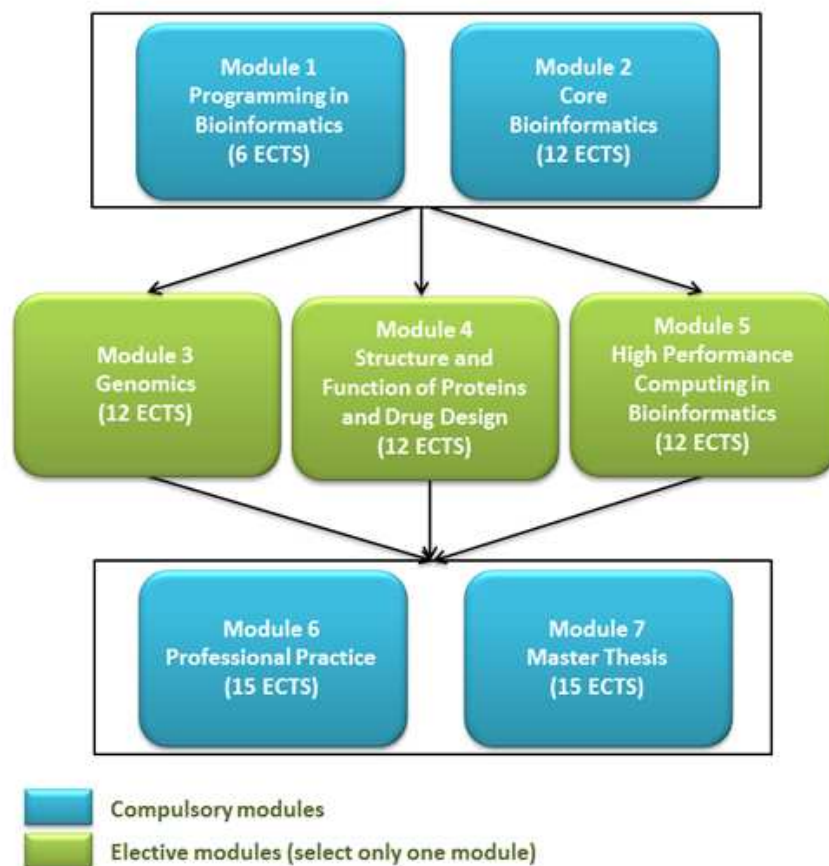 Module 1
Programming in
Bioinformatics
(6 ECTS)
Module 2
Core
Bioinformatics
(12 ECTS)
Module 3
Genomics
(12 ECTS)
Module 4
Structure and
Function of Proteins
and Drug Design
(12 ECTS)
Module 5
High Performance
Computing in
Bioinformatics
(12 ECTS)
Module 6
Professional Practice
(15 ECTS)
Module 7
Master Thesis
(15 ECTS)
Compulsory modules
Elective modules (select only one module)